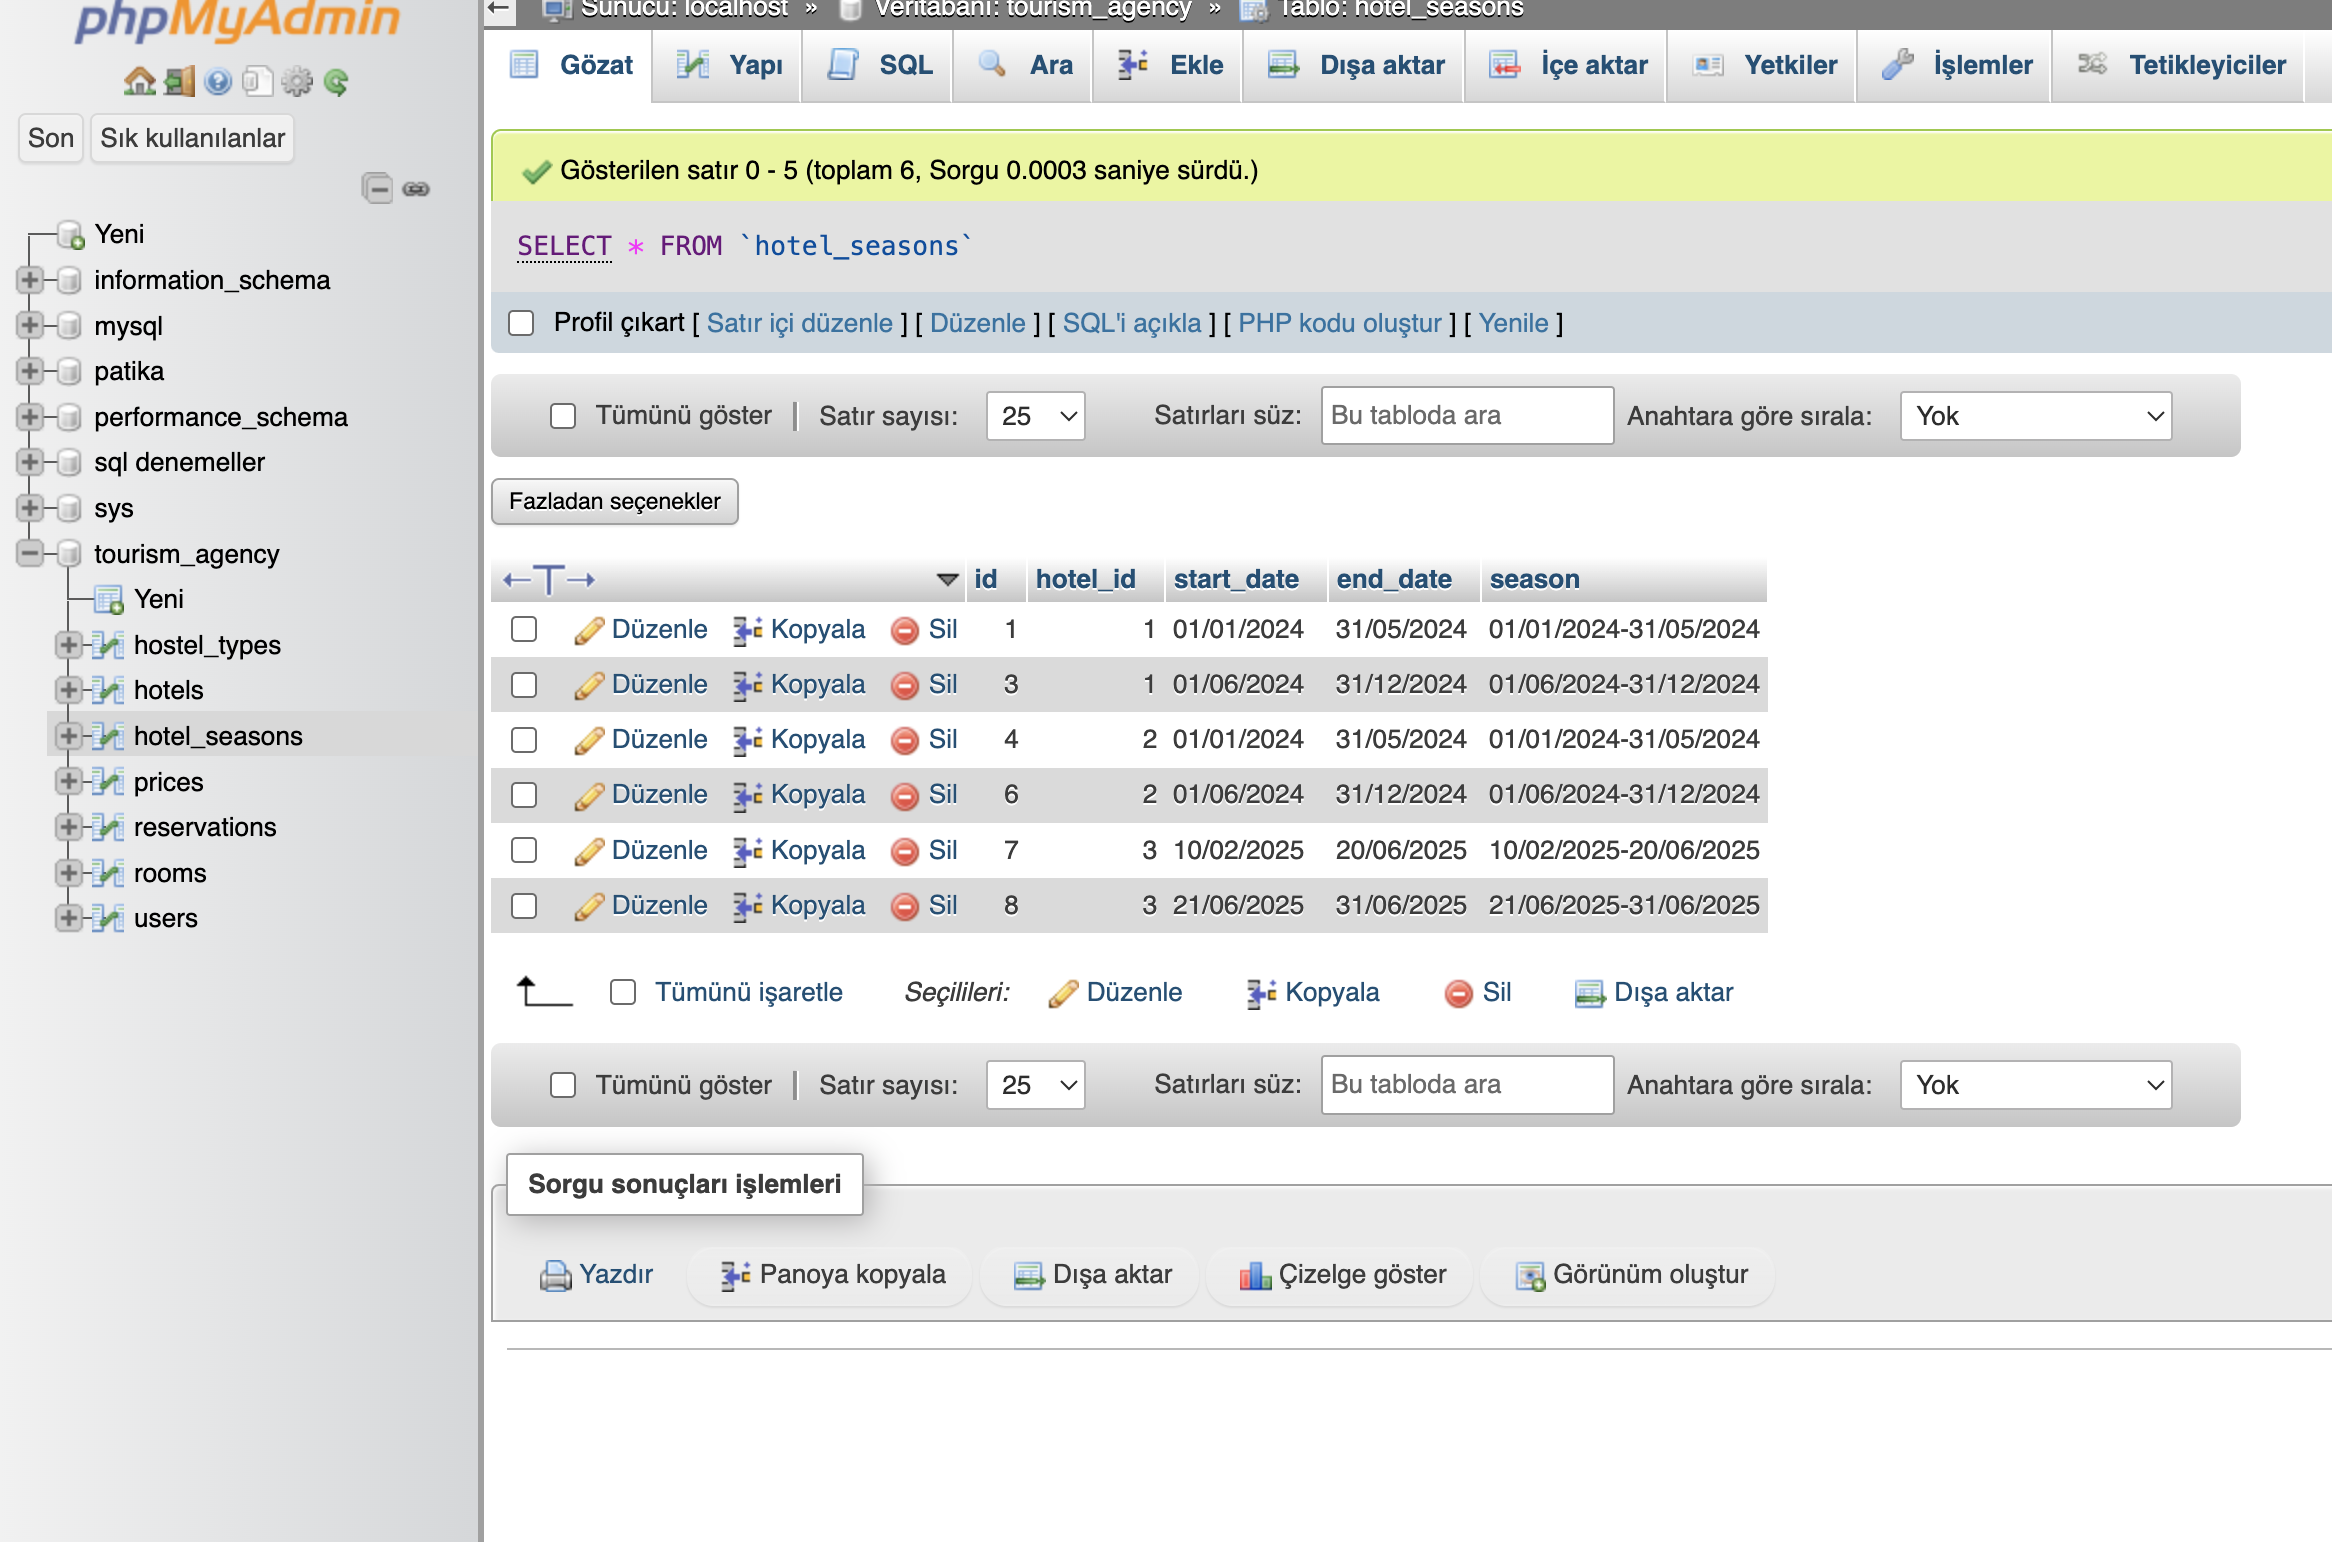 phpMyAdmin
Son Sık kullanılanlar
Yeni
information_schema
mysql
patika
performance_schema
sql denemeller
sys
tourism_agency
Yeni
hostel_types
hotels
hotel_seasons
prices
reservations
rooms
users
Sunucu: localhost » Veritabanı: tourism_agency » Tablo: hotel_seasons
Gözat Yapı SQL Ara Ekle Dışa aktar İçe aktar Yetkiler İşlemler Tetikleyiciler
Gösterilen satır 0 - 5 (toplam 6, Sorgu 0.0003 saniye sürdü.)
SELECT * FROM `hotel_seasons`
Profil çıkart [ Satır içi düzenle ] [ Düzenle ] [ SQL'i açıkla ] [ PHP kodu oluştur ] [ Yenile ]
Tümünü göster | Satır sayısı: 25 Satırları süz: Bu tabloda ara Anahtara göre sırala: Yok
Fazladan seçenekler
←T→ id hotel_id start_date end_date season
Düzenle Kopyala Sil 1 1 01/01/2024 31/05/2024 01/01/2024-31/05/2024
Düzenle Kopyala Sil 3 1 01/06/2024 31/12/2024 01/06/2024-31/12/2024
Düzenle Kopyala Sil 4 2 01/01/2024 31/05/2024 01/01/2024-31/05/2024
Düzenle Kopyala Sil 6 2 01/06/2024 31/12/2024 01/06/2024-31/12/2024
Düzenle Kopyala Sil 7 3 10/02/2025 20/06/2025 10/02/2025-20/06/2025
Düzenle Kopyala Sil 8 3 21/06/2025 31/06/2025 21/06/2025-31/06/2025
Tümünü işaretle Seçilileri: Düzenle Kopyala Sil Dışa aktar
Tümünü göster | Satır sayısı: 25 Satırları süz: Bu tabloda ara Anahtara göre sırala: Yok
Sorgu sonuçları işlemleri
Yazdır Panoya kopyala Dışa aktar Çizelge göster Görünüm oluştur